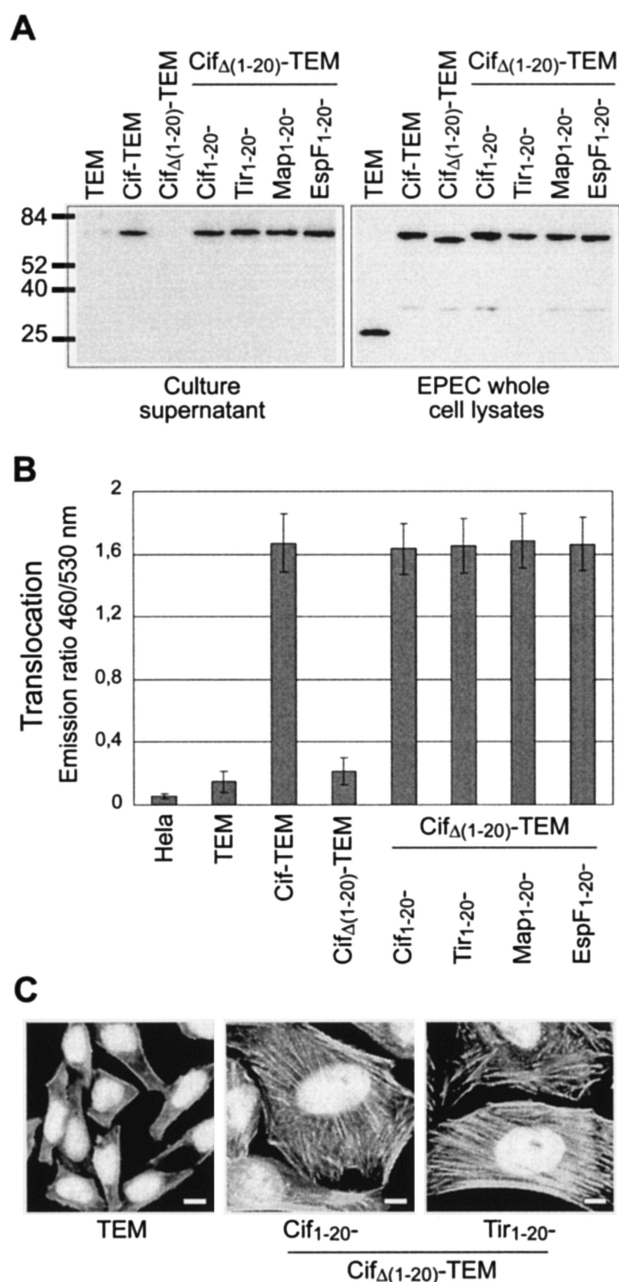 A
CifΔ(1-20)-TEM
CifΔ(1-20)-TEM
TEM
Cif-TEM
CifΔ(1-20)-TEM
Cif1-20-
Tir1-20-
Map1-20-
EspF1-20-
TEM
Cif-TEM
CifΔ(1-20)-TEM
Cif1-20-
Tir1-20-
Map1-20-
EspF1-20-
84
52
40
25
Culture
supernatant
EPEC whole
cell lysates
B
Translocation
Emission ratio 460/530 nm
2
1,6
1,2
0,8
0,4
0
Hela
TEM
Cif-TEM
CifΔ(1-20)-TEM
CifΔ(1-20)-TEM
Cif1-20-
Tir1-20-
Map1-20-
EspF1-20-
C
TEM
Cif1-20-
Tir1-20-
CifΔ(1-20)-TEM